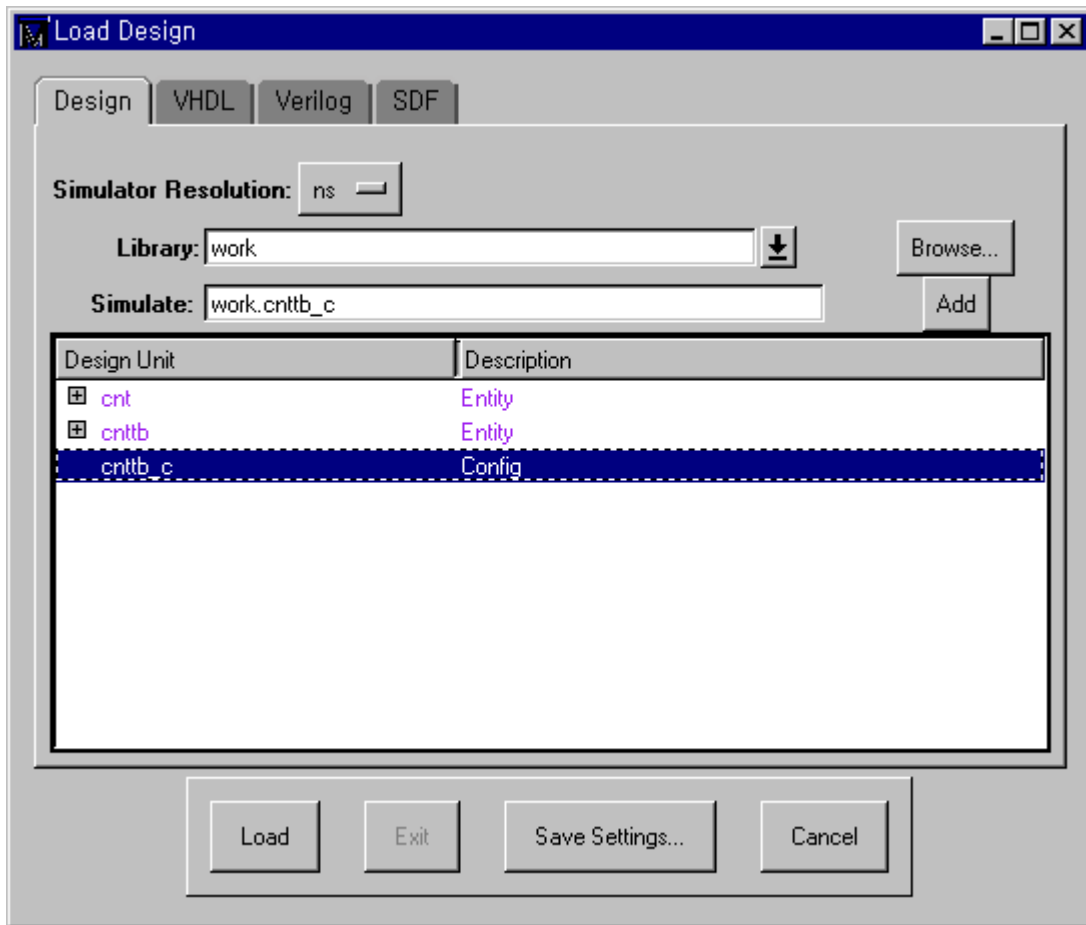 Load Design
Design VHDL Verilog SDF
Simulator Resolution: ns
Library: work Browse...
Simulate: work.cnttb_c Add
Design Unit Description
cnt Entity
cnttb Entity
cnttb_c Config
Load Exit Save Settings... Cancel